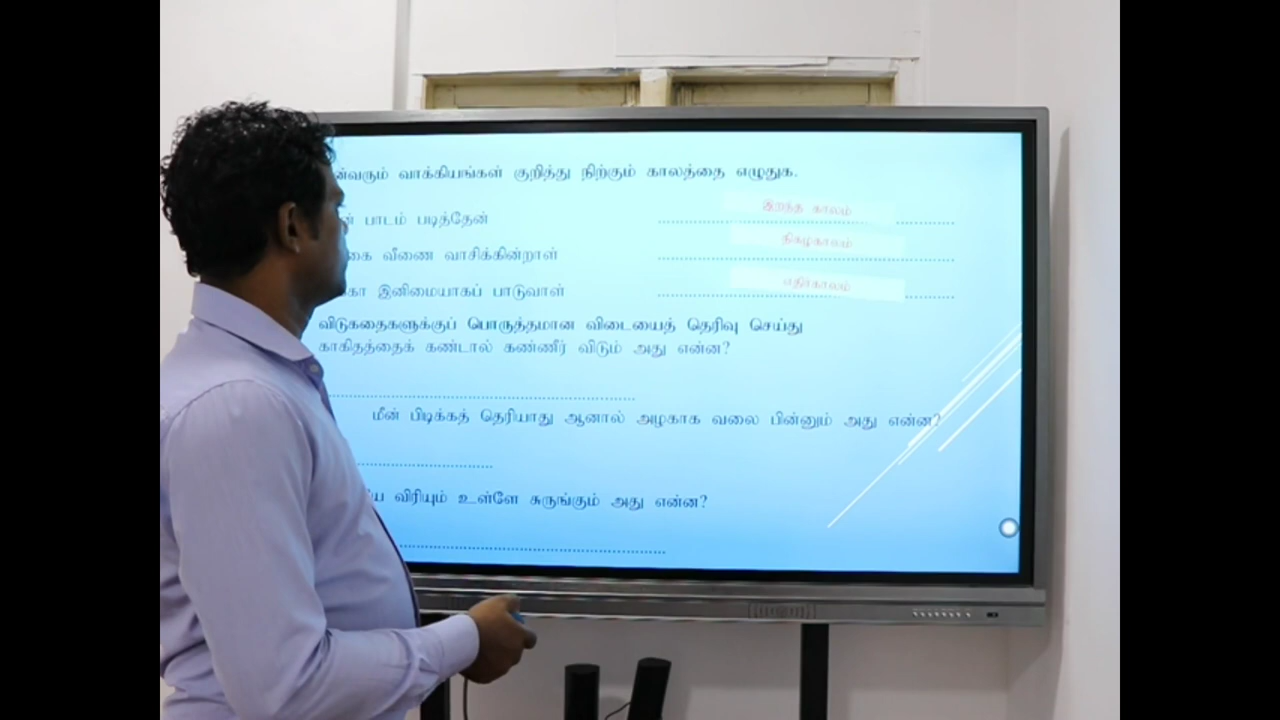 வாக்கியங்கள் குறித்து நிற்கும் காலத்தை எழுதுக.
பாடம் படித்தேன் .................... இறந்த காலம் ..........
வீணை வாசிக்கின்றாள் .................... நிகழ்காலம் ..........
இனிமையாகப் பாடுவாள் .................... எதிர்காலம் ..........
விடுகதைகளுக்குப் பொருத்தமான விடையைத் தெரிவு செய்து
காகிதத்தைக் கண்டால் கண்ணீர் விடும் அது என்ன?
மீன் பிடிக்கத் தெரியாது ஆனால் அழகாக வலை பின்னும் அது என்ன?
விரியும் உள்ளே சுருங்கும் அது என்ன?